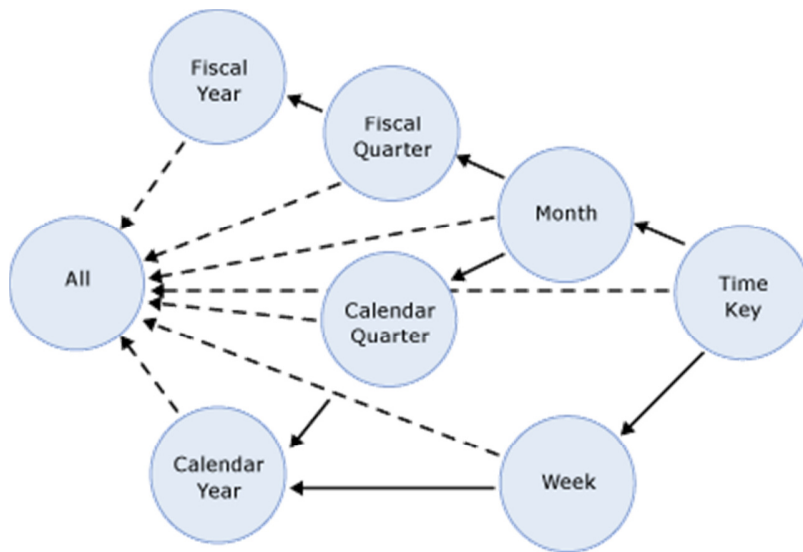 Fiscal
Year
Fiscal
Quarter
Month
All
Time
Key
Calendar
Quarter
Calendar
Year
Week